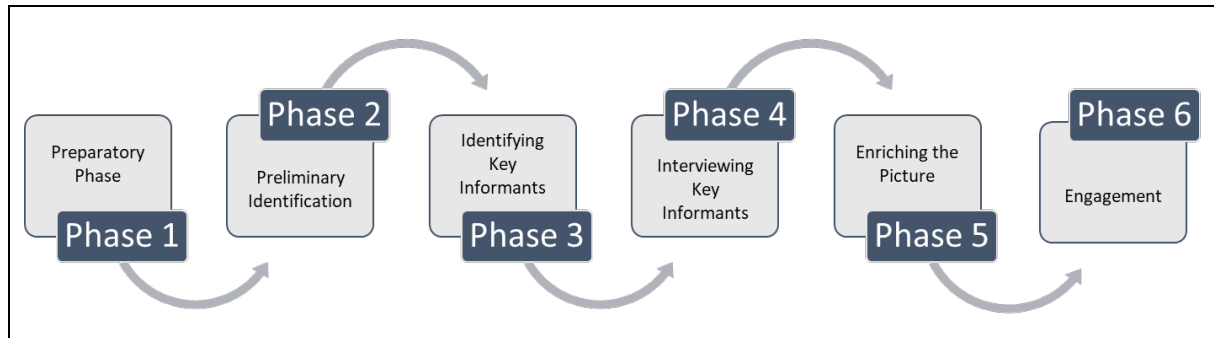 Preparatory
Phase
Phase 1
Phase 2
Preliminary
Identification
Identifying
Key
Informants
Phase 3
Phase 4
Interviewing
Key
Informants
Enriching the
Picture
Phase 5
Phase 6
Engagement